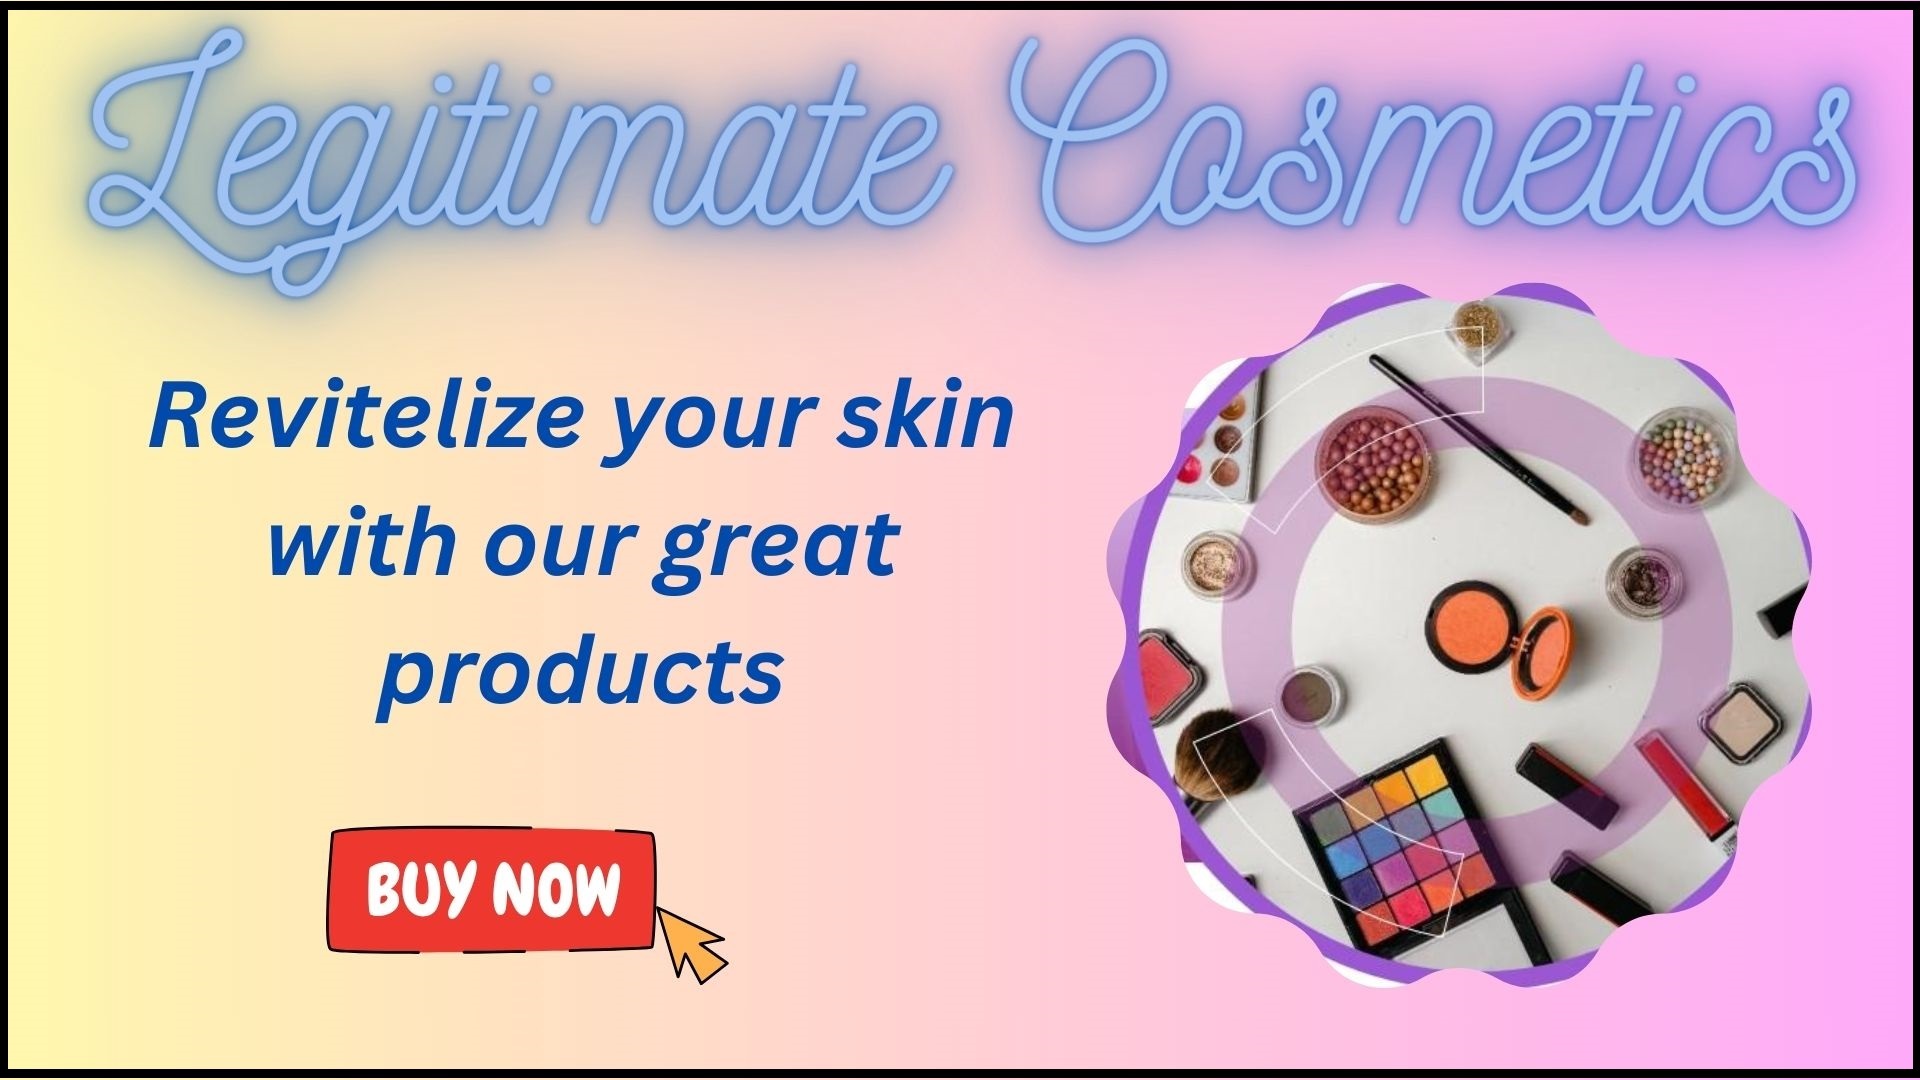 Legitimate Cosmetics
Revitelize your skin
with our great
products
BUY NOW